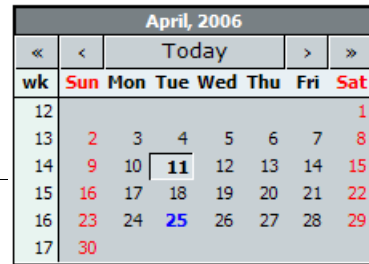 April, 2006
« ‹ Today › »
wk Sun Mon Tue Wed Thu Fri Sat
12 1
13 2 3 4 5 6 7 8
14 9 10 11 12 13 14 15
15 16 17 18 19 20 21 22
16 23 24 25 26 27 28 29
17 30